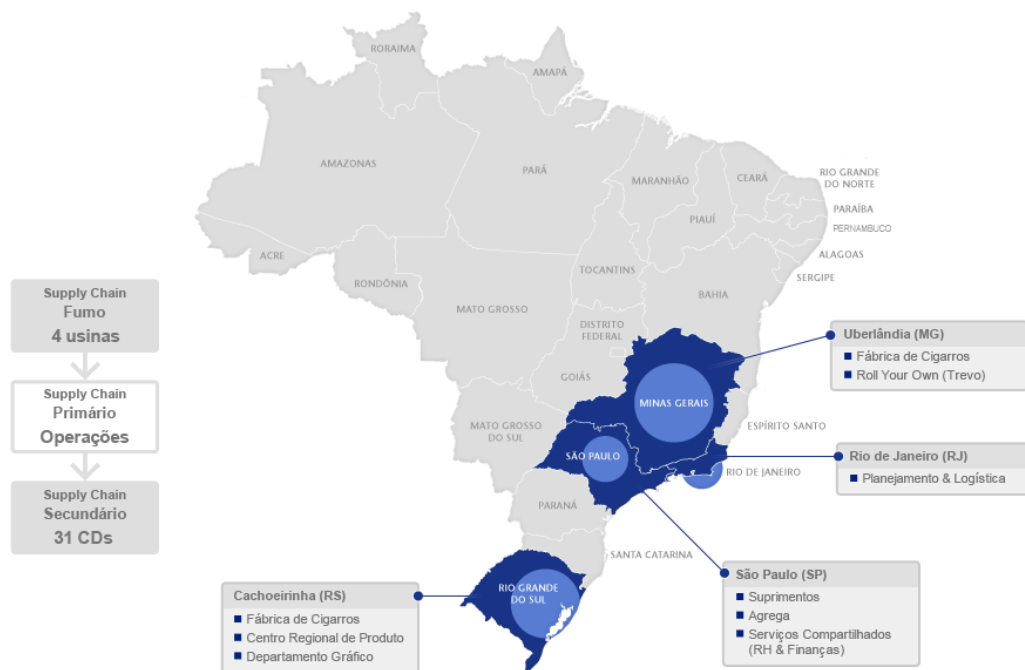 RORAIMA
AMAPÁ
AMAZONAS
PARÁ
MARANHÃO
CEARÁ
RIO GRANDE
DO NORTE
PARAÍBA
PERNAMBUCO
PIAUÍ
ALAGOAS
SERGIPE
ACRE
RONDÔNIA
TOCANTINS
BAHIA
MATO GROSSO
DISTRITO
FEDERAL
GOIÁS
MINAS GERAIS
MATO GROSSO
DO SUL
ESPÍRITO SANTO
SÃO PAULO
RIO DE JANEIRO
PARANÁ
SANTA CATARINA
RIO GRANDE
DO SUL
Supply Chain
Fumo
4 usinas
Supply Chain
Primário
Operações
Supply Chain
Secundário
31 CDs
Uberlândia (MG)
Fábrica de Cigarros
Roll Your Own (Trevo)
Rio de Janeiro (RJ)
Planejamento & Logística
São Paulo (SP)
Suprimentos
Agrega
Serviços Compartilhados
(RH & Finanças)
Cachoeirinha (RS)
Fábrica de Cigarros
Centro Regional de Produto
Departamento Gráfico